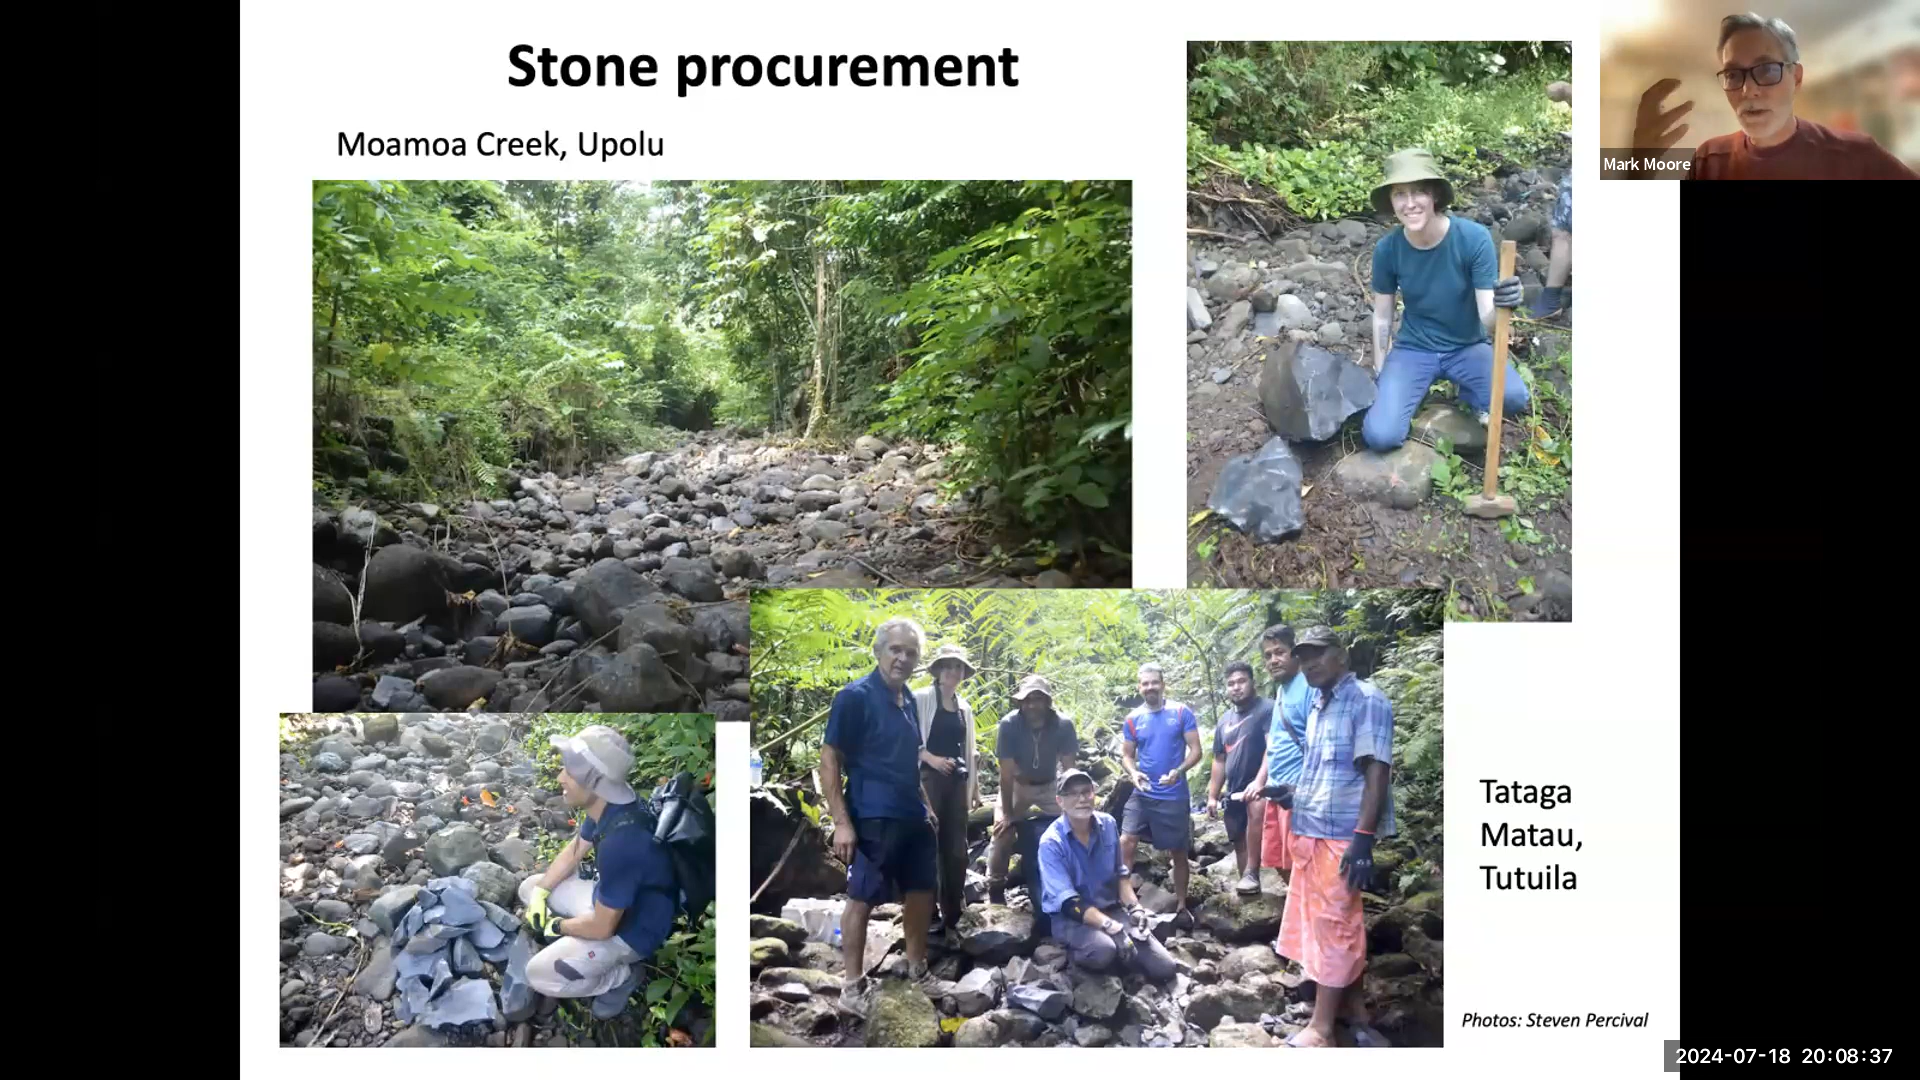 Stone procurement
Moamoa Creek, Upolu
Mark Moore
Tataga
Matau,
Tutuila
Photos: Steven Percival
2024-07-18 20:08:37